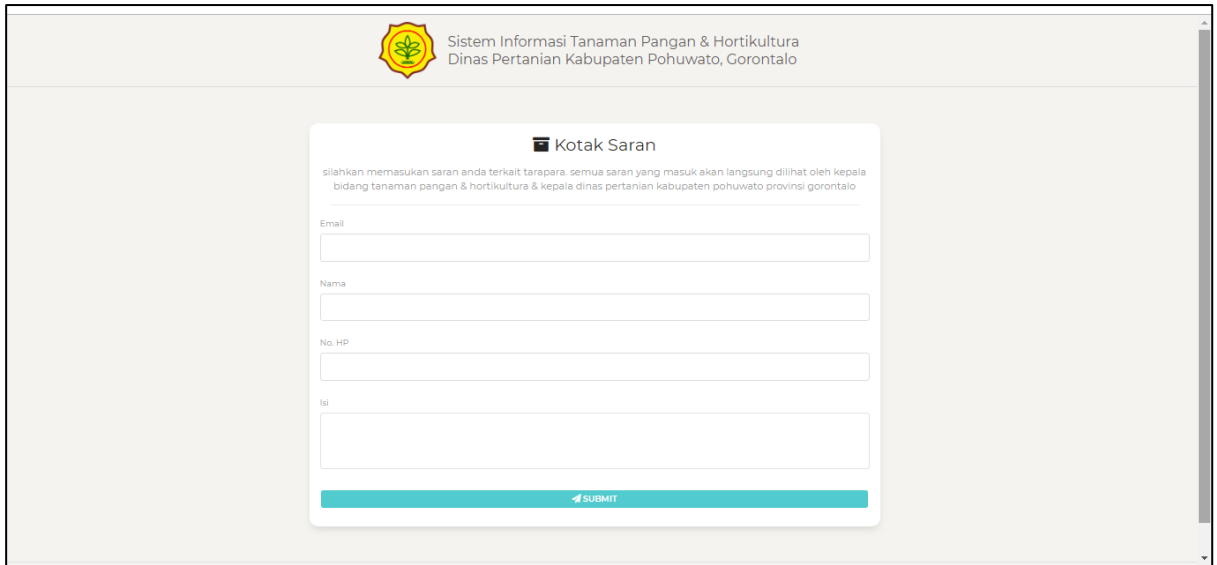 Sistem Informasi Tanaman Pangan & Hortikultura
Dinas Pertanian Kabupaten Pohuwato, Gorontalo
Kotak Saran
silahkan memasukan saran anda terkait tarapara. semua saran yang masuk akan langsung dilihat oleh kepala
bidang tanaman pangan & hortikultura & kepala dinas pertanian kabupaten pohuwato provinsi gorontalo
Email
Nama
No. HP
Isi
SUBMIT